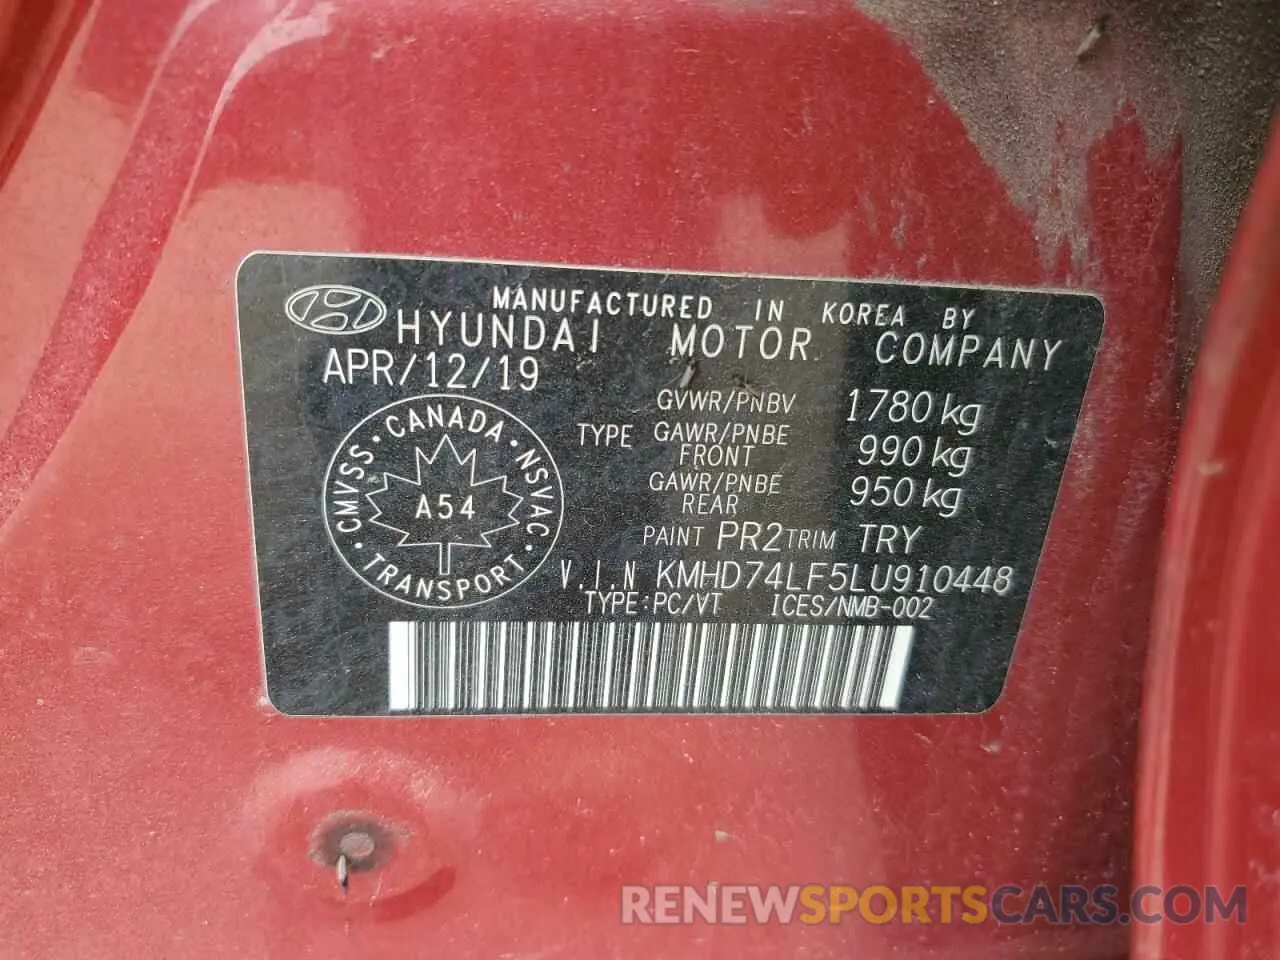 MANUFACTURED IN KOREA BY
HYUNDAI MOTOR COMPANY
APR/12/19
GVWR/PNBV 1780 kg
TYPE GAWR/PNBE FRONT 990 kg
GAWR/PNBE REAR 950 kg
PAINT PR2 TRIM TRY
V.I.N KMHD74LF5LU910448
TYPE:PC/VT ICES/NMB-002
CANADA · NSVAC · TRANSPORT · CMVSS ·
A54
RENEWSPORTSCARS.COM